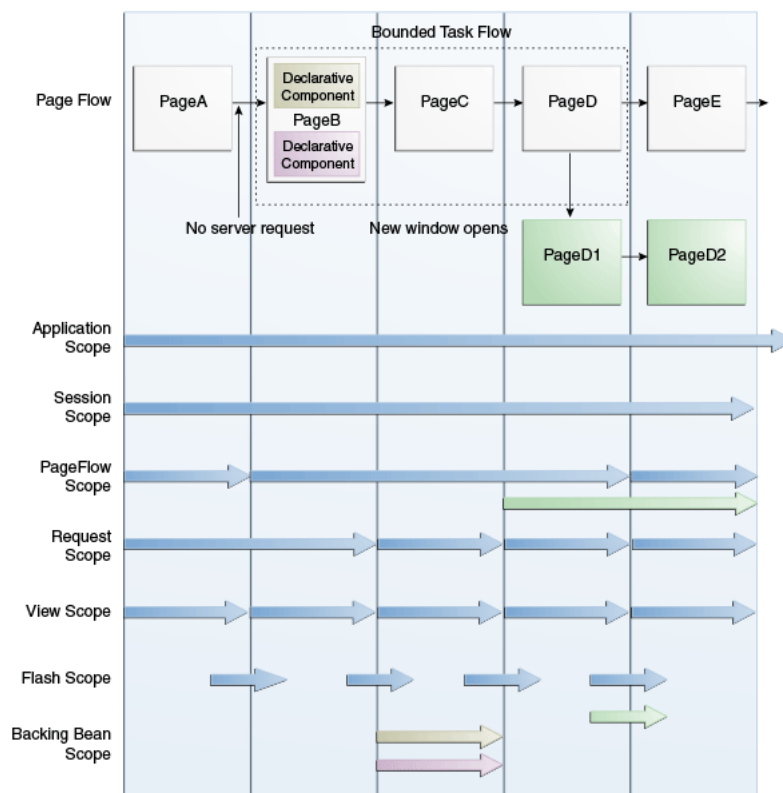 Bounded Task Flow
Page Flow
PageA
Declarative
Component
PageB
Declarative
Component
PageC
PageD
PageE
No server request
New window opens
PageD1
PageD2
Application
Scope
Session
Scope
PageFlow
Scope
Request
Scope
View Scope
Flash Scope
Backing Bean
Scope